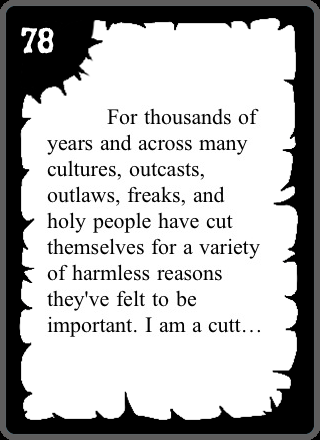 78
For thousands of
years and across many
cultures, outcasts,
outlaws, freaks, and
holy people have cut
themselves for a variety
of harmless reasons
they've felt to be
important. I am a cutt…